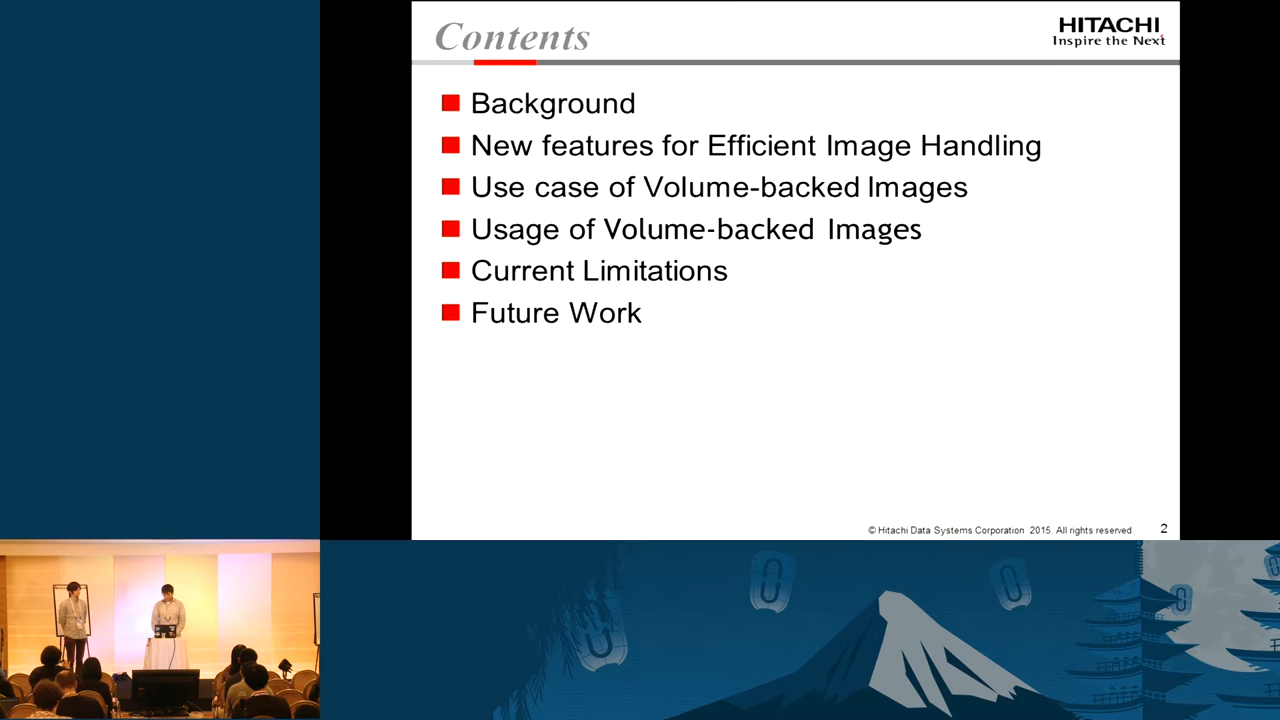 Contents
HITACHI
Inspire the Next
Background
New features for Efficient Image Handling
Use case of Volume-backed Images
Usage of Volume-backed Images
Current Limitations
Future Work
© Hitachi Data Systems Corporation 2015. All rights reserved
2